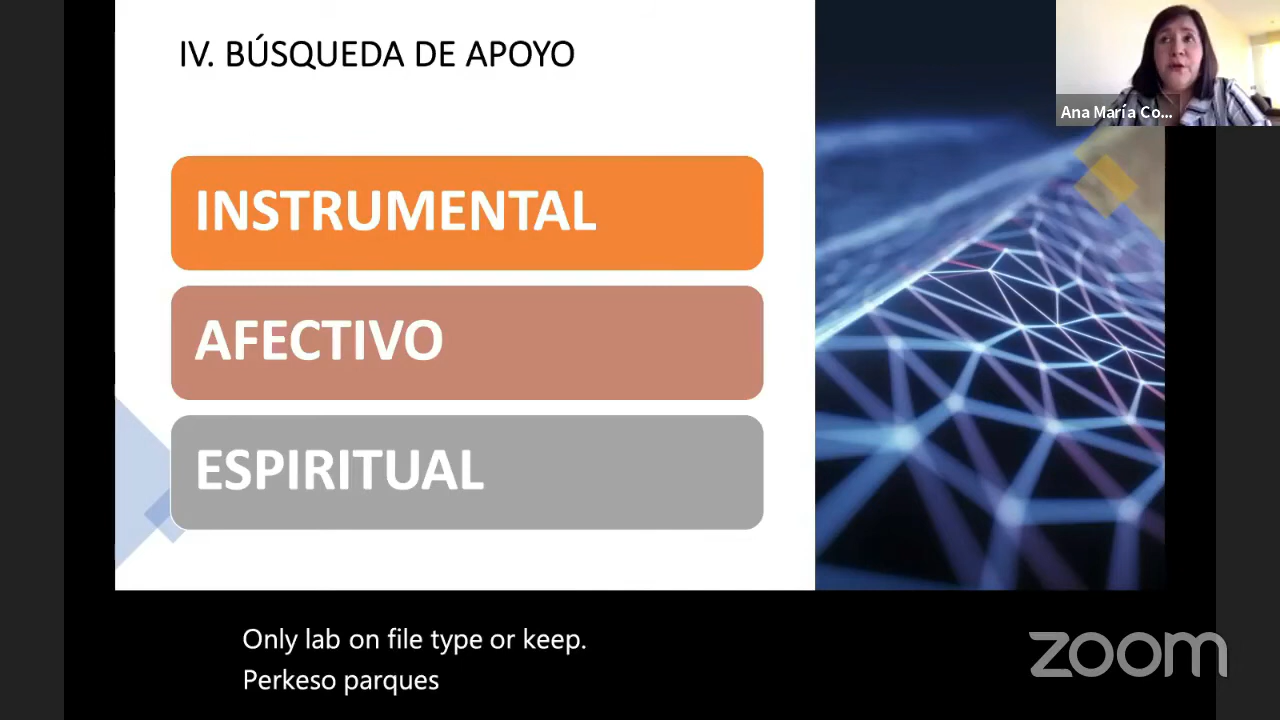 IV. BÚSQUEDA DE APOYO
Ana María Co...
INSTRUMENTAL
AFECTIVO
ESPIRITUAL
Only lab on file type or keep.
Perkeso parques
zoom